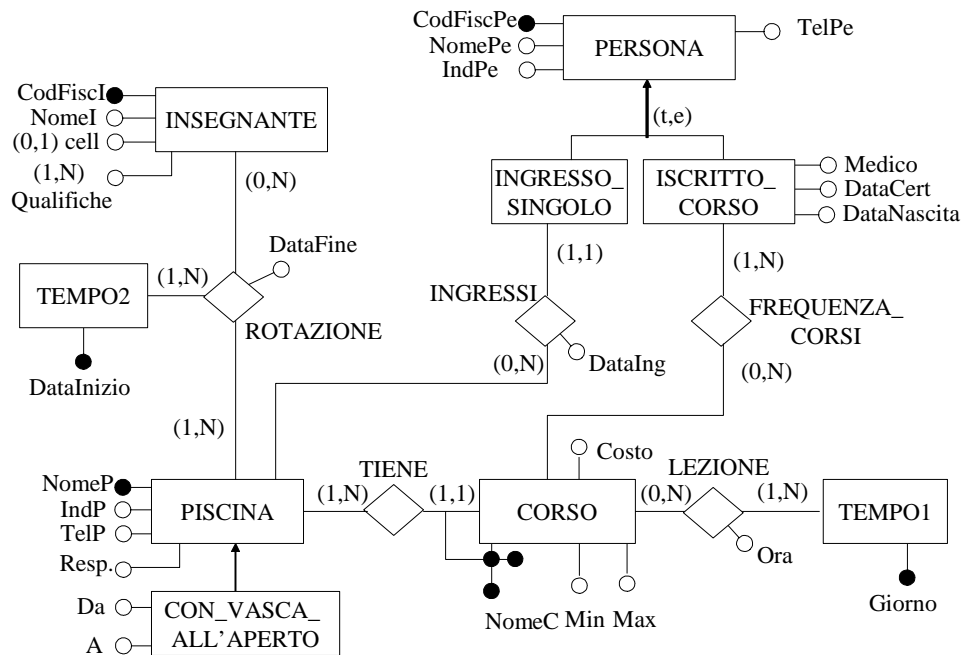 CodFiscPe
NomePe
IndPe
PERSONA
TelPe
CodFiscI
NomeI
(0,1) cell
(1,N)
Qualifiche
INSEGNANTE
(t,e)
INGRESSO_
SINGOLO
ISCRITTO_
CORSO
Medico
DataCert
DataNascita
(0,N)
DataFine
(1,1)
(1,N)
TEMPO2
(1,N)
ROTAZIONE
INGRESSI
FREQUENZA_
CORSI
DataInizio
(0,N)
DataIng
(0,N)
(1,N)
NomeP
IndP
TelP
Resp.
PISCINA
(1,N)
TIENE
(1,1)
CORSO
Costo
(0,N)
LEZIONE
(1,N)
TEMPO1
Ora
Giorno
Da
A
CON_VASCA_
ALL'APERTO
NomeC
Min
Max